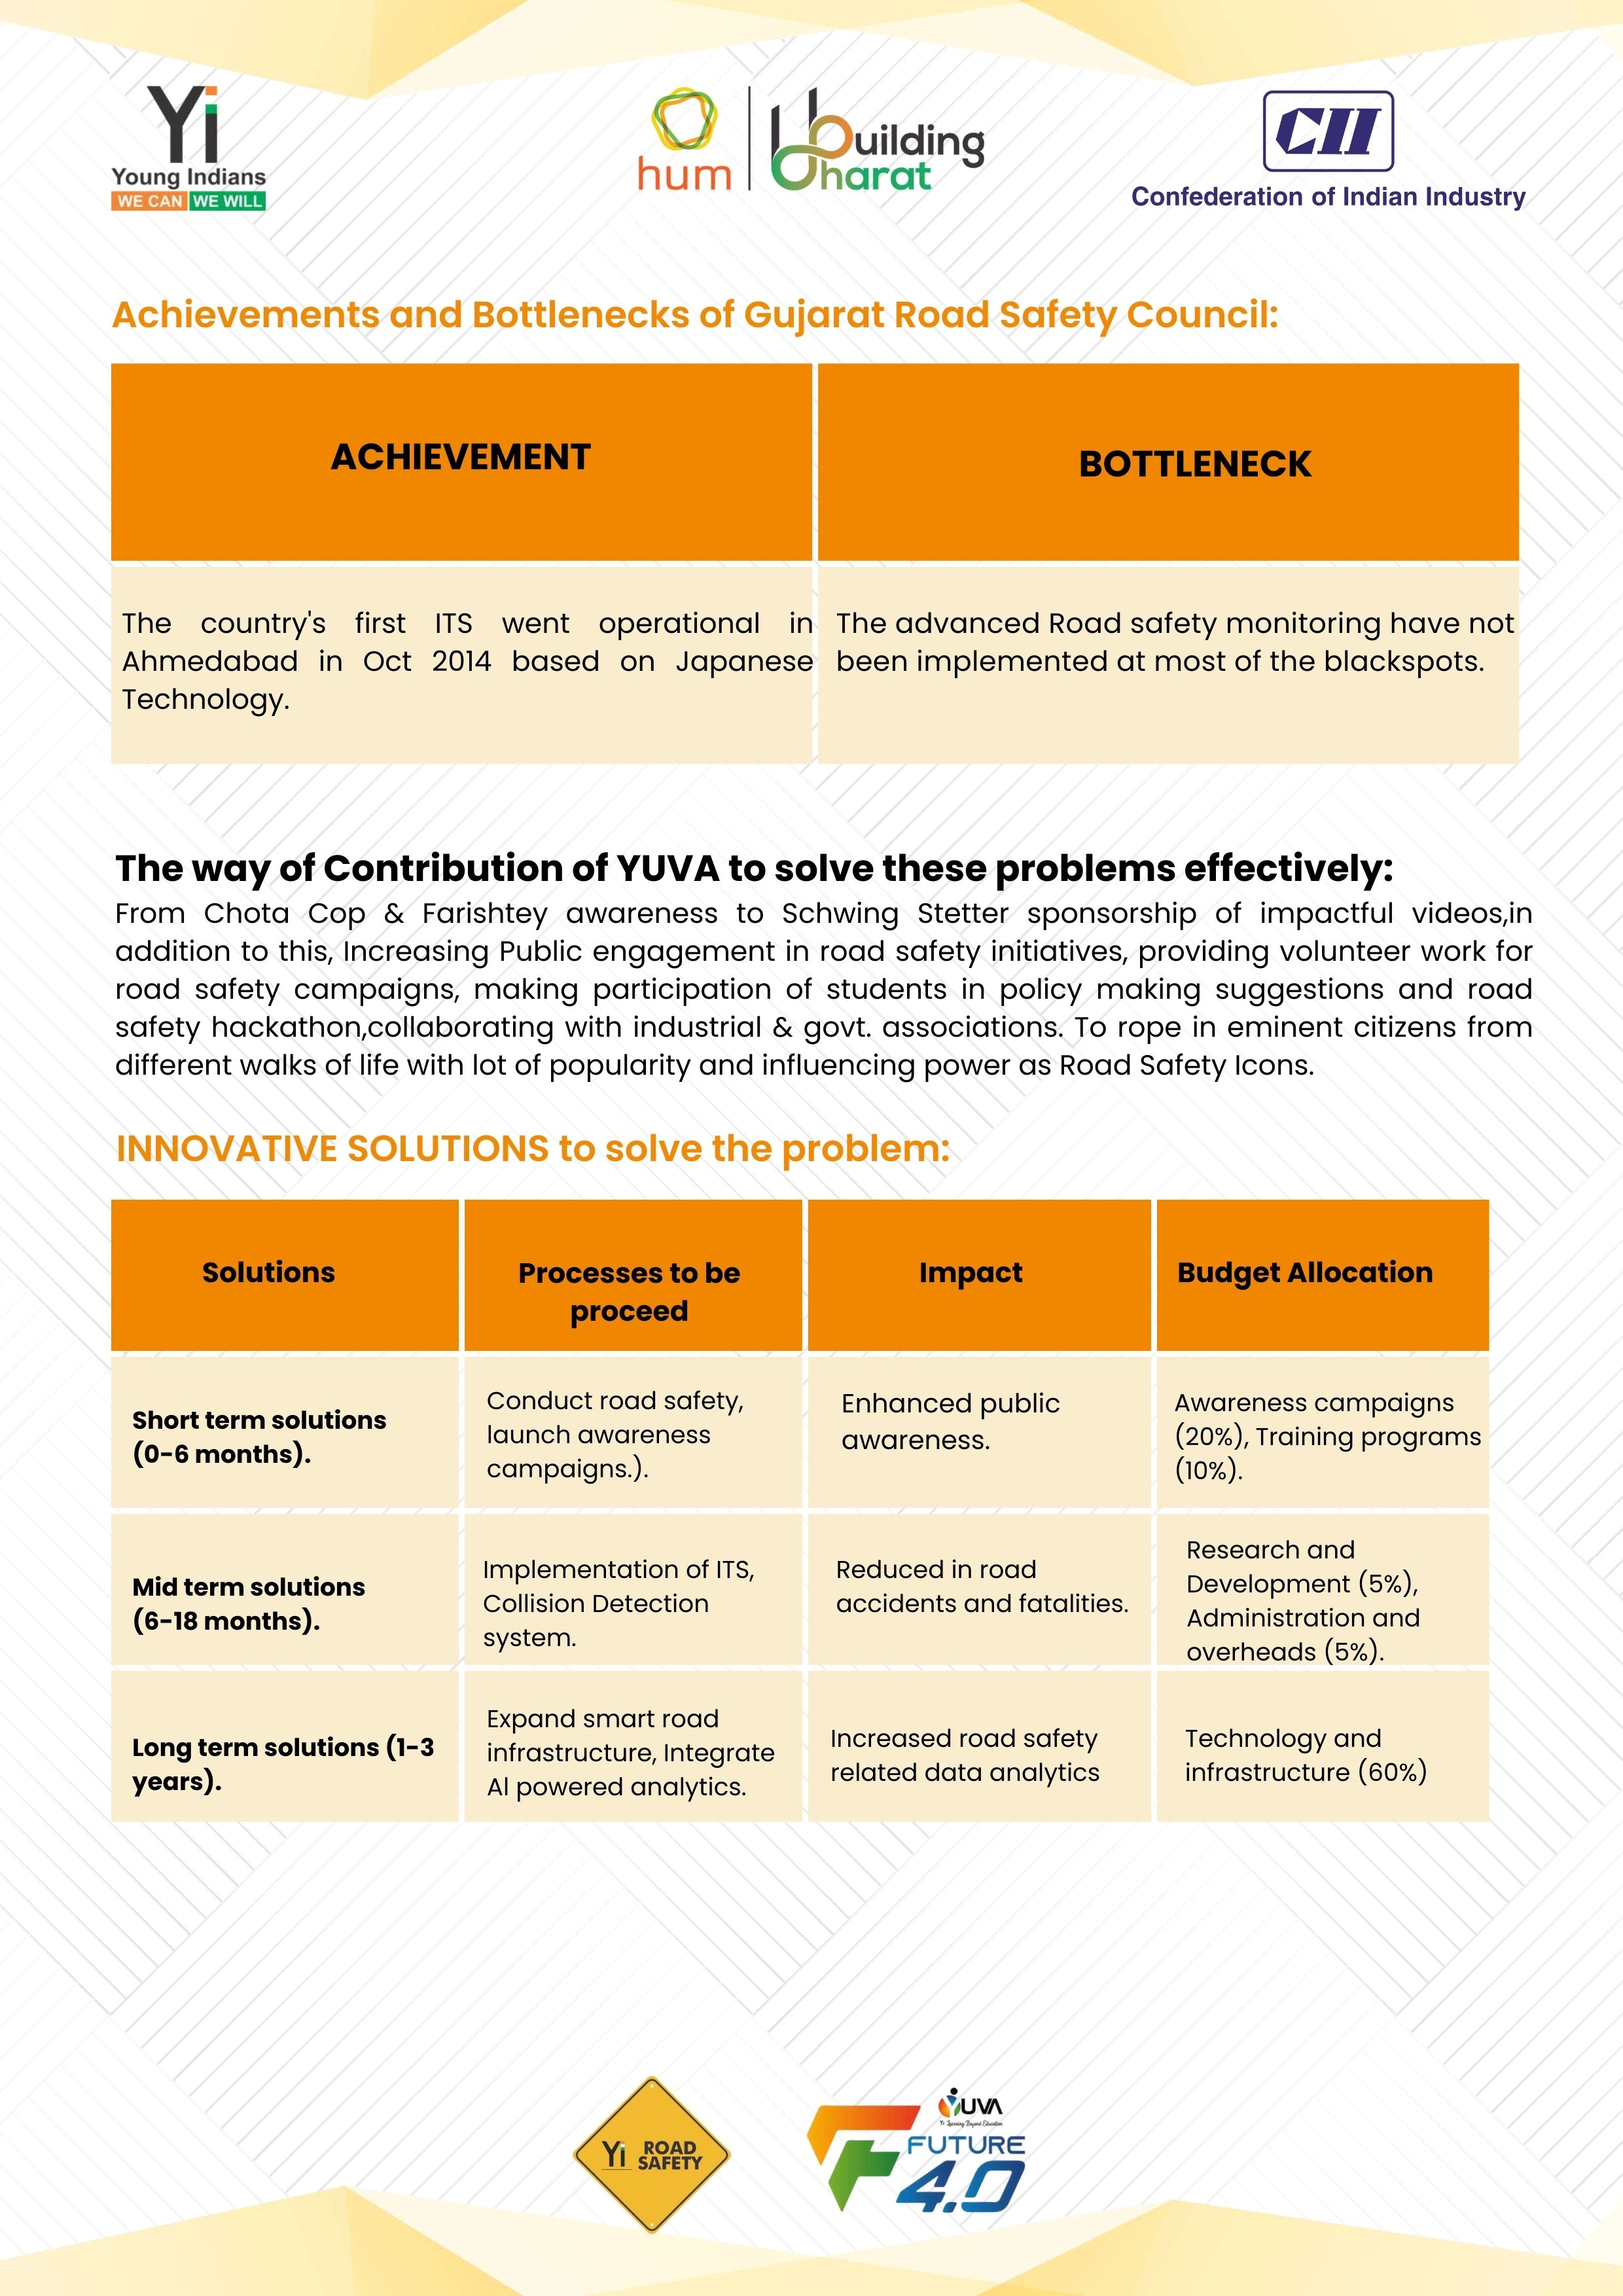 Yi
Young Indians
WE CAN WE WILL
hum
building
bharat
CII
Confederation of Indian Industry
Achievements and Bottlenecks of Gujarat Road Safety Council:
ACHIEVEMENT
BOTTLENECK
The country's first ITS went operational in
Ahmedabad in Oct 2014 based on Japanese
Technology.
The advanced Road safety monitoring have not
been implemented at most of the blackspots.
The way of Contribution of YUVA to solve these problems effectively:
From Chota Cop & Farishtey awareness to Schwing Stetter sponsorship of impactful videos,in
addition to this, Increasing Public engagement in road safety initiatives, providing volunteer work for
road safety campaigns, making participation of students in policy making suggestions and road
safety hackathon,collaborating with industrial & govt. associations. To rope in eminent citizens from
different walks of life with lot of popularity and influencing power as Road Safety Icons.
INNOVATIVE SOLUTIONS to solve the problem:
Solutions
Processes to be
proceed
Impact
Budget Allocation
Short term solutions
(0-6 months).
Conduct road safety,
launch awareness
campaigns.).
Enhanced public
awareness.
Awareness campaigns
(20%), Training programs
(10%).
Mid term solutions
(6-18 months).
Implementation of ITS,
Collision Detection
system.
Reduced in road
accidents and fatalities.
Research and
Development (5%),
Administration and
overheads (5%).
Long term solutions (1-3
years).
Expand smart road
infrastructure, Integrate
AI powered analytics.
Increased road safety
related data analytics
Technology and
infrastructure (60%)
Yi ROAD
SAFETY
YUVA
Yi Learning Beyond Education
FUTURE
4.0